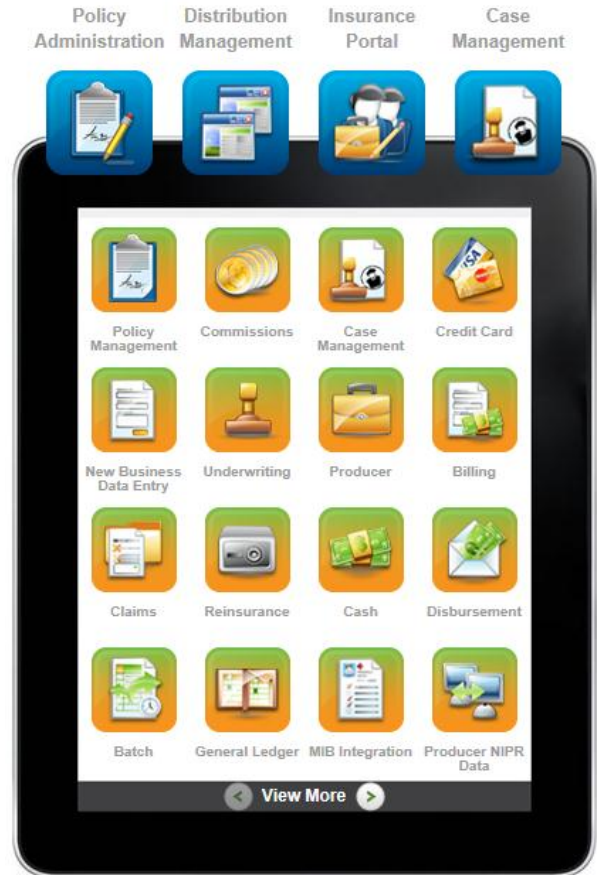 Policy Administration
Distribution Management
Insurance Portal
Case Management
Policy Management
Commissions
Case Management
Credit Card
VISA
New Business Data Entry
Underwriting
Producer
Billing
Claims
Reinsurance
Cash
Disbursement
Batch
General Ledger
MIB Integration
Producer NIPR Data
View More